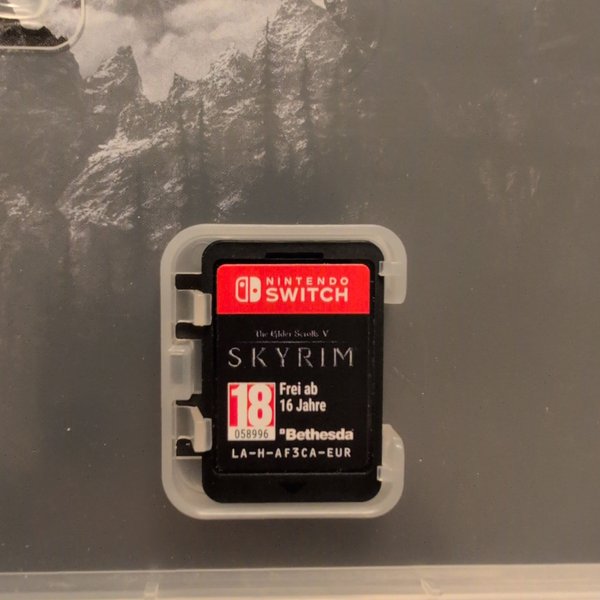 NINTENDO
SWITCH
The Elder Scrolls V
SKYRIM
18
058996
Frei ab
16 Jahre
Bethesda
LA-H-AF3CA-EUR